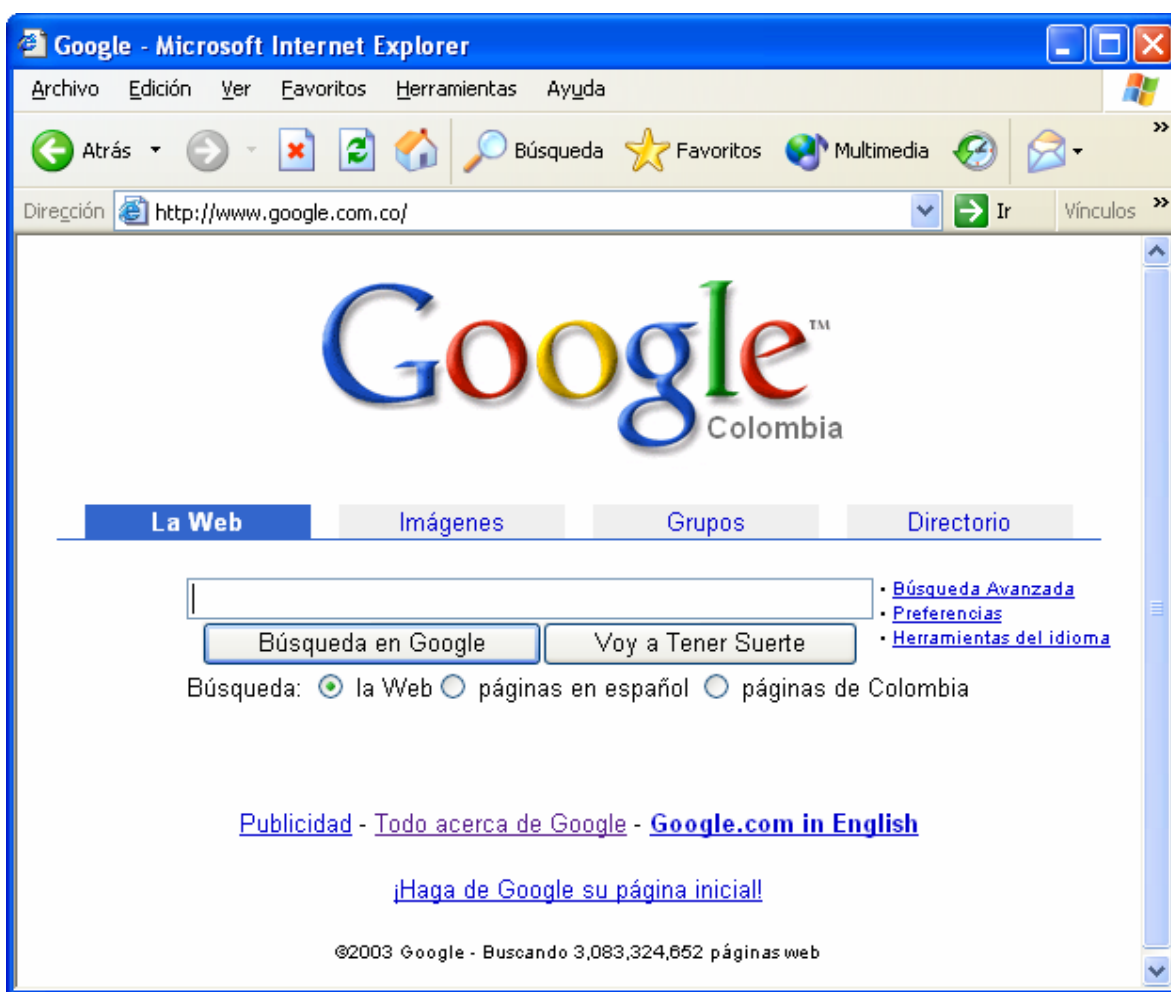 Google - Microsoft Internet Explorer
Archivo Edición Ver Favoritos Herramientas Ayuda
Atrás Búsqueda Favoritos Multimedia »
Dirección http://www.google.com.co/ Ir Vínculos »
Google™
Colombia
La Web Imágenes Grupos Directorio
• Búsqueda Avanzada
• Preferencias
• Herramientas del idioma
Búsqueda en Google Voy a Tener Suerte
Búsqueda: la Web páginas en español páginas de Colombia
Publicidad - Todo acerca de Google - Google.com in English
¡Haga de Google su página inicial!
©2003 Google - Buscando 3,083,324,652 páginas web